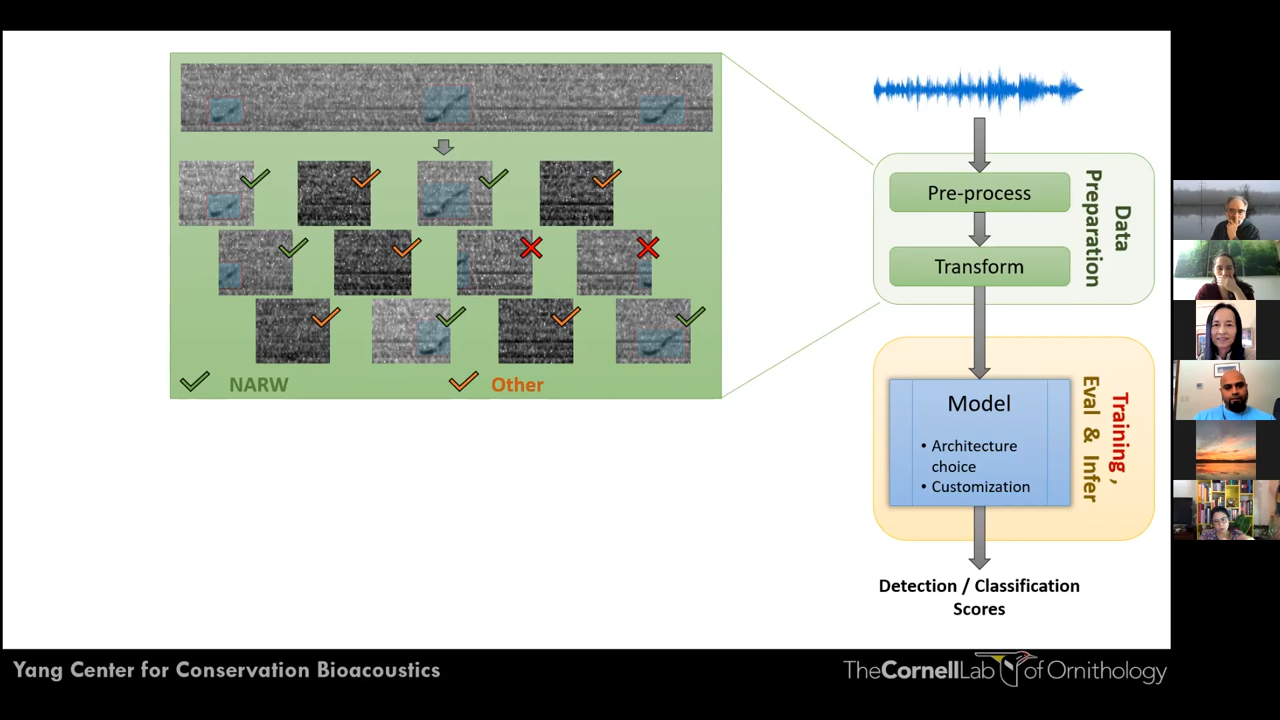 NARW
Other
Pre-process
Transform
Data
Preparation
Model
• Architecture
choice
• Customization
Training,
Eval & Infer
Detection / Classification
Scores
Yang Center for Conservation Bioacoustics
TheCornellLab of Ornithology